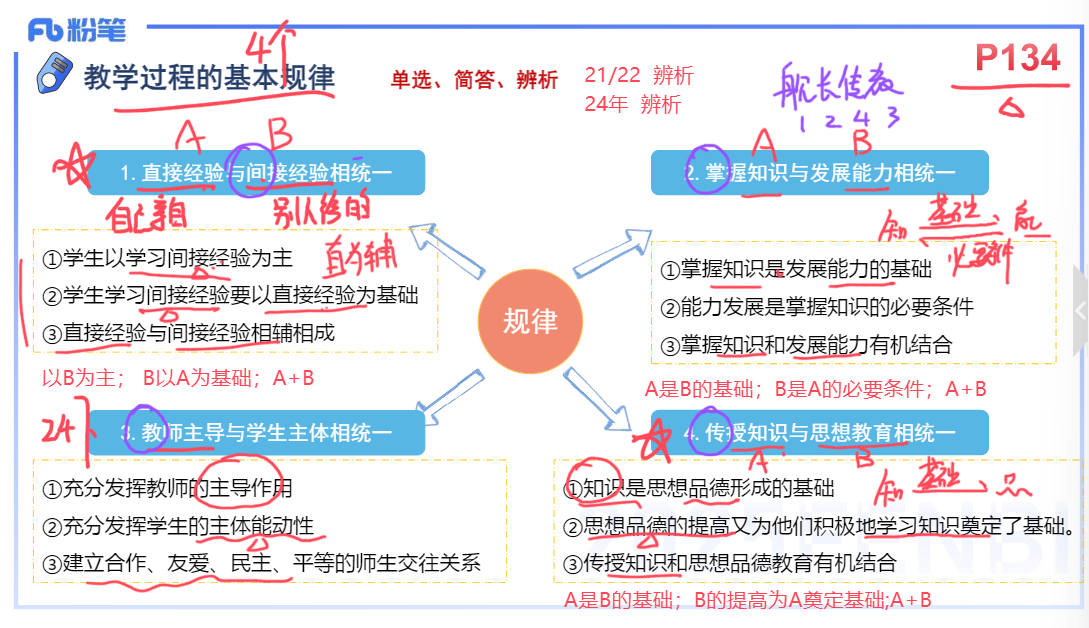 粉笔
4个
教学过程的基本规律
单选、简答、辨析
21/22 辨析
24年 辨析
舰长传教
1 2 4 3
P134
A B
1. 直接经验与间接经验相统一
自己亲自
别人传的
①学生以学习间接经验为主
直为辅
②学生学习间接经验要以直接经验为基础
③直接经验与间接经验相辅相成
以B为主； B以A为基础；A+B
A B
2. 掌握知识与发展能力相统一
知 基础 能
必要条件
①掌握知识是发展能力的基础
②能力发展是掌握知识的必要条件
③掌握知识和发展能力有机结合
A是B的基础；B是A的必要条件；A+B
规律
24
3. 教师主导与学生主体相统一
①充分发挥教师的主导作用
②充分发挥学生的主体能动性
③建立合作、友爱、民主、平等的师生交往关系
4. 传授知识与思想教育相统一
A B
知 基础 品
①知识是思想品德形成的基础
②思想品德的提高又为他们积极地学习知识奠定了基础。
③传授知识和思想品德教育有机结合
A是B的基础；B的提高为A奠定基础;A+B